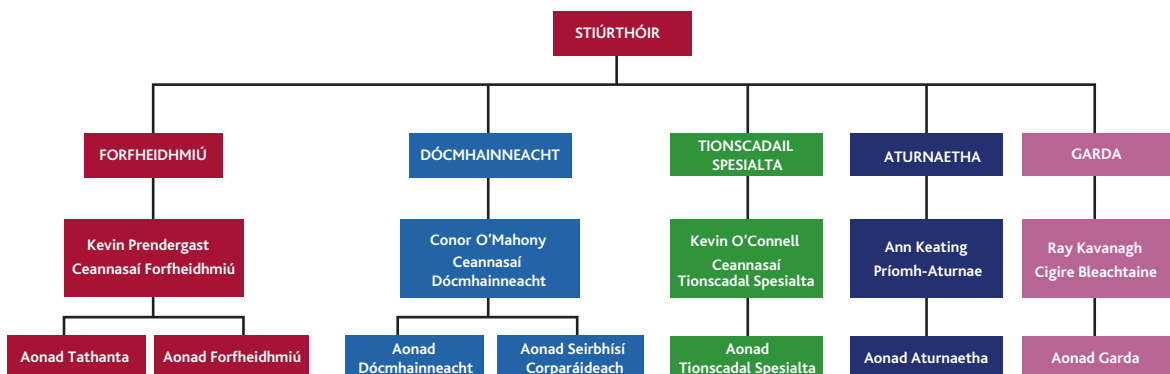 STIÚRTHÓIR
FORFHEIDHMIÚ
DÓCMHAINNEACHT
TIONSCADAIL
SPESIALTA
ATURNAETHA
GARDA
Kevin Prendergast
Ceannasaí Forfheidhmiú
Conor O’Mahony
Ceannasaí
Dócmhainneacht
Kevin O’Connell
Ceannasaí
Tionscadal Spesialta
Ann Keating
Príomh-Aturnae
Ray Kavanagh
Cigire Bleachtaine
Aonad Tathanta
Aonad Forfheidhmiú
Aonad
Dócmhainneacht
Aonad Seirbhísí
Corparáideach
Aonad
Tionscadal Spesialta
Aonad Aturnaetha
Aonad Garda